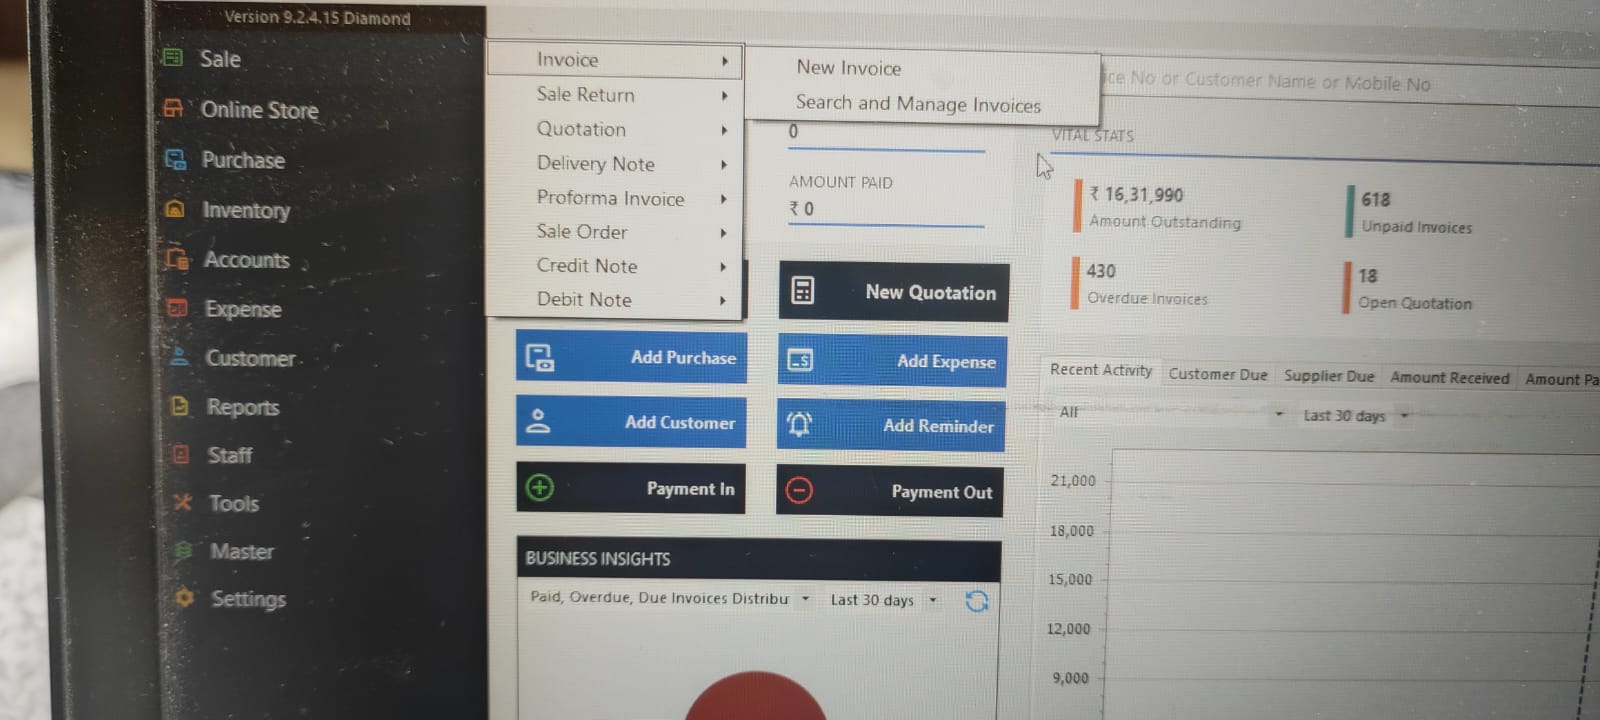 Version 9.2.4.15 Diamond
Sale
Online Store
Purchase
Inventory
Accounts
Expense
Customer
Reports
Staff
Tools
Master
Settings
Invoice
Sale Return
Quotation
Delivery Note
Proforma Invoice
Sale Order
Credit Note
Debit Note
New Invoice
Search and Manage Invoices
No or Customer Name or Mobile No
0
AMOUNT PAID
₹ 0
VITAL STATS
₹ 16,31,990
Amount Outstanding
618
Unpaid Invoices
430
Overdue Invoices
18
Open Quotation
New Quotation
Add Purchase
Add Expense
Add Customer
Add Reminder
Payment In
Payment Out
BUSINESS INSIGHTS
Paid, Overdue, Due Invoices Distribu
Last 30 days
Recent Activity
Customer Due
Supplier Due
Amount Received
Amount Pa
All
Last 30 days
21,000
18,000
15,000
12,000
9,000